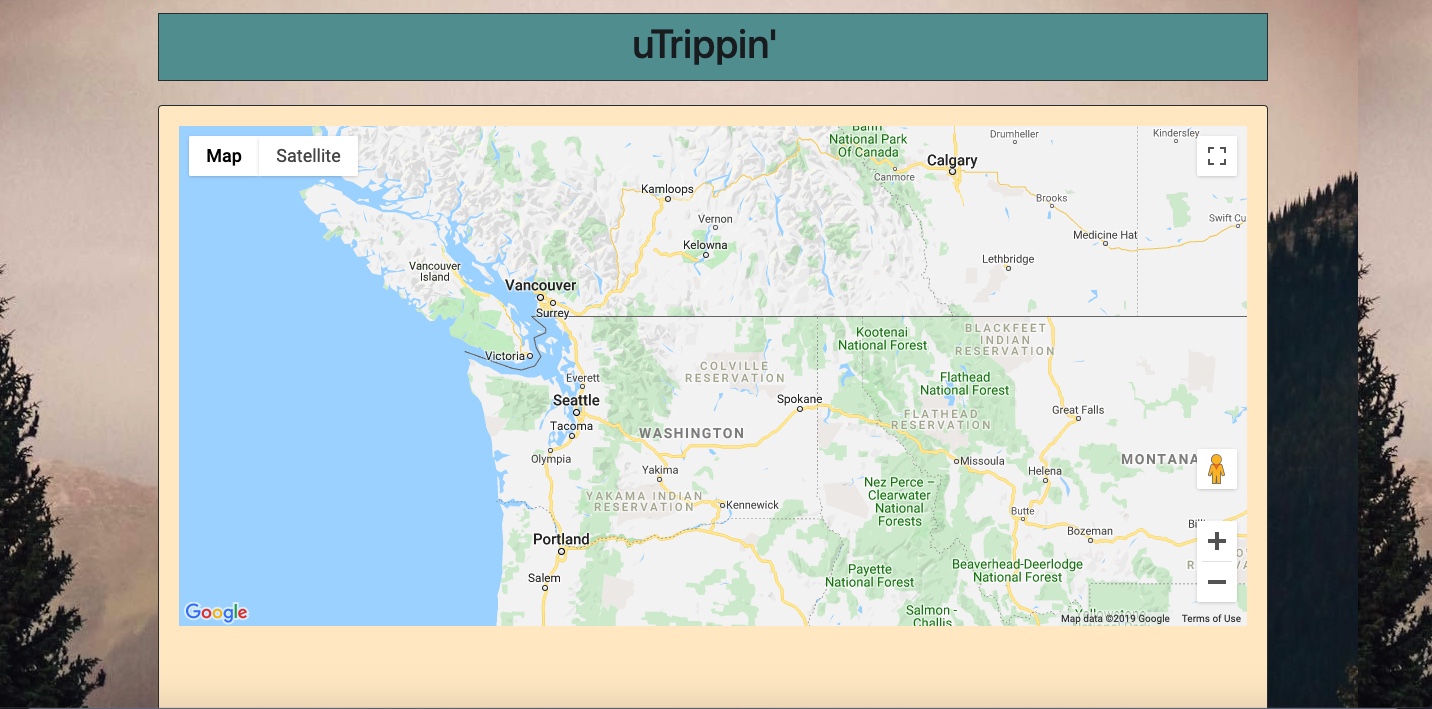 uTrippin'
Map
Satellite
Banff
National Park
Of Canada
Drumheller
Kindersley
Calgary
Canmore
Kamloops
Brooks
Vernon
Swift Cu
Kelowna
Medicine Hat
Vancouver
Island
Lethbridge
Vancouver
Surrey
Kootenai
National Forest
BLACKFEET
INDIAN
RESERVATION
Victoria
COLVILLE
RESERVATION
Everett
Flathead
National Forest
Seattle
Spokane
Great Falls
FLATHEAD
RESERVATION
Tacoma
WASHINGTON
Olympia
Missoula
MONTANA
Yakima
Helena
Nez Perce –
Clearwater
National
Forests
YAKAMA INDIAN
RESERVATION
Kennewick
Butte
Bozeman
Portland
Payette
National Forest
Beaverhead-Deerlodge
National Forest
Salem
Salmon -
Challis
Yellowstone
Google
Map data ©2019 Google
Terms of Use